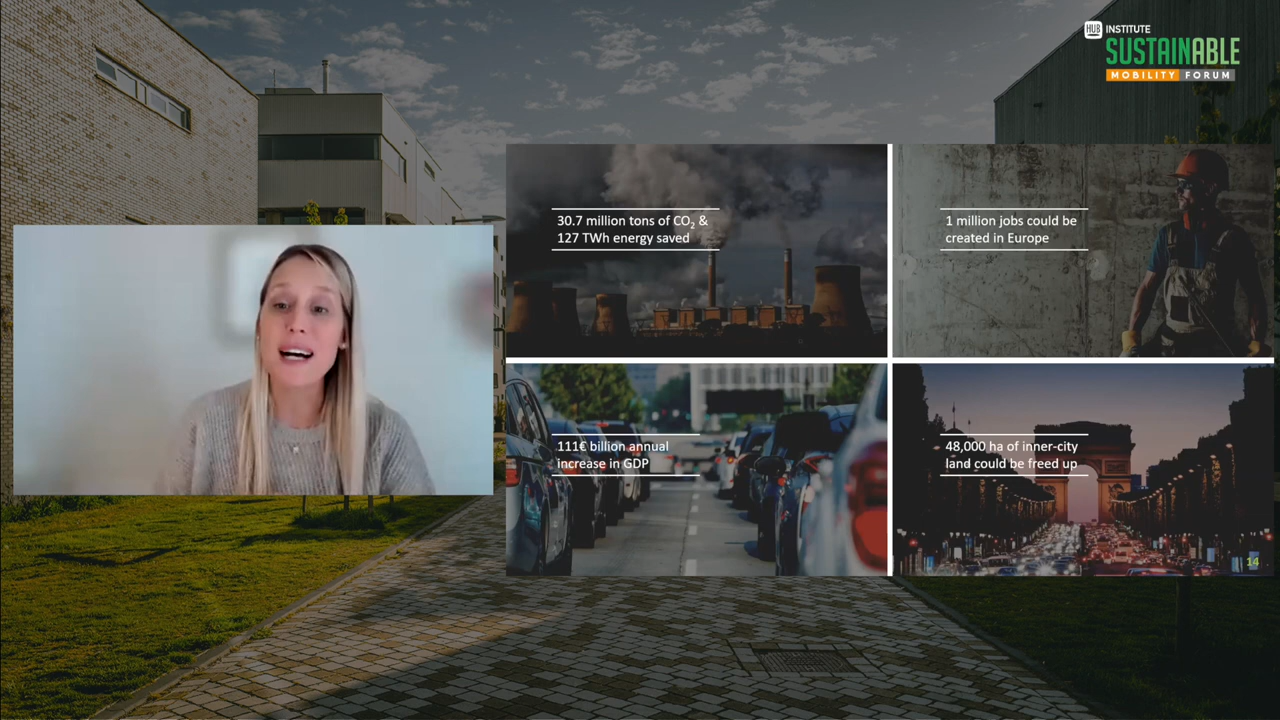 HUB INSTITUTE
SUSTAINABLE
MOBILITY FORUM
30.7 million tons of CO₂ &
127 TWh energy saved
1 million jobs could be
created in Europe
111€ billion annual
increase in GDP
48,000 ha of inner-city
land could be freed up
14